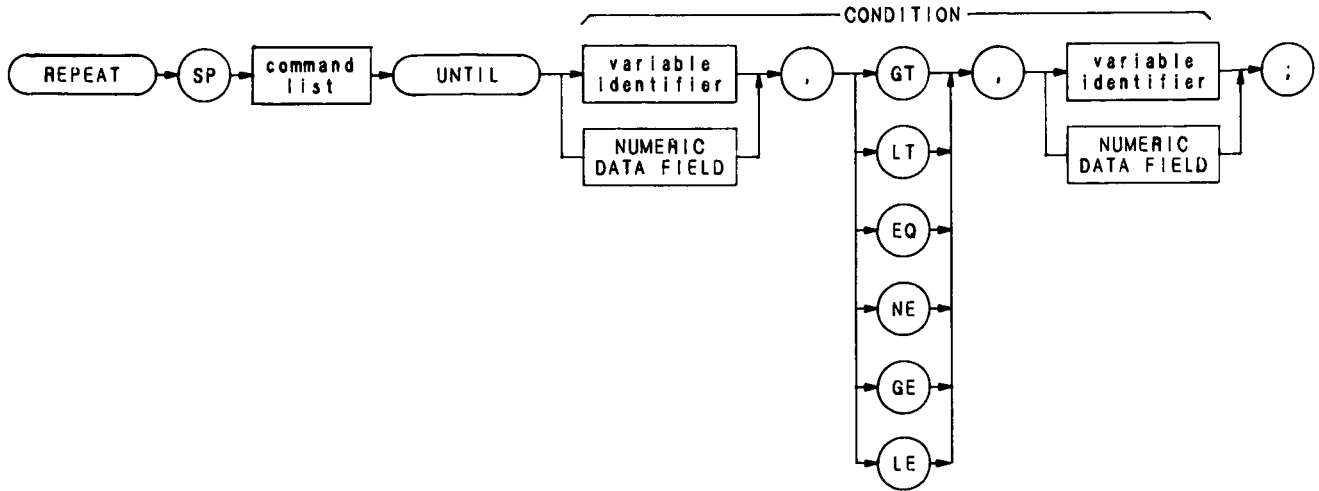 CONDITION
REPEAT
SP
command
list
UNTIL
variable
identifier
NUMERIC
DATA FIELD
,
GT
LT
EQ
NE
GE
LE
,
variable
identifier
NUMERIC
DATA FIELD
;